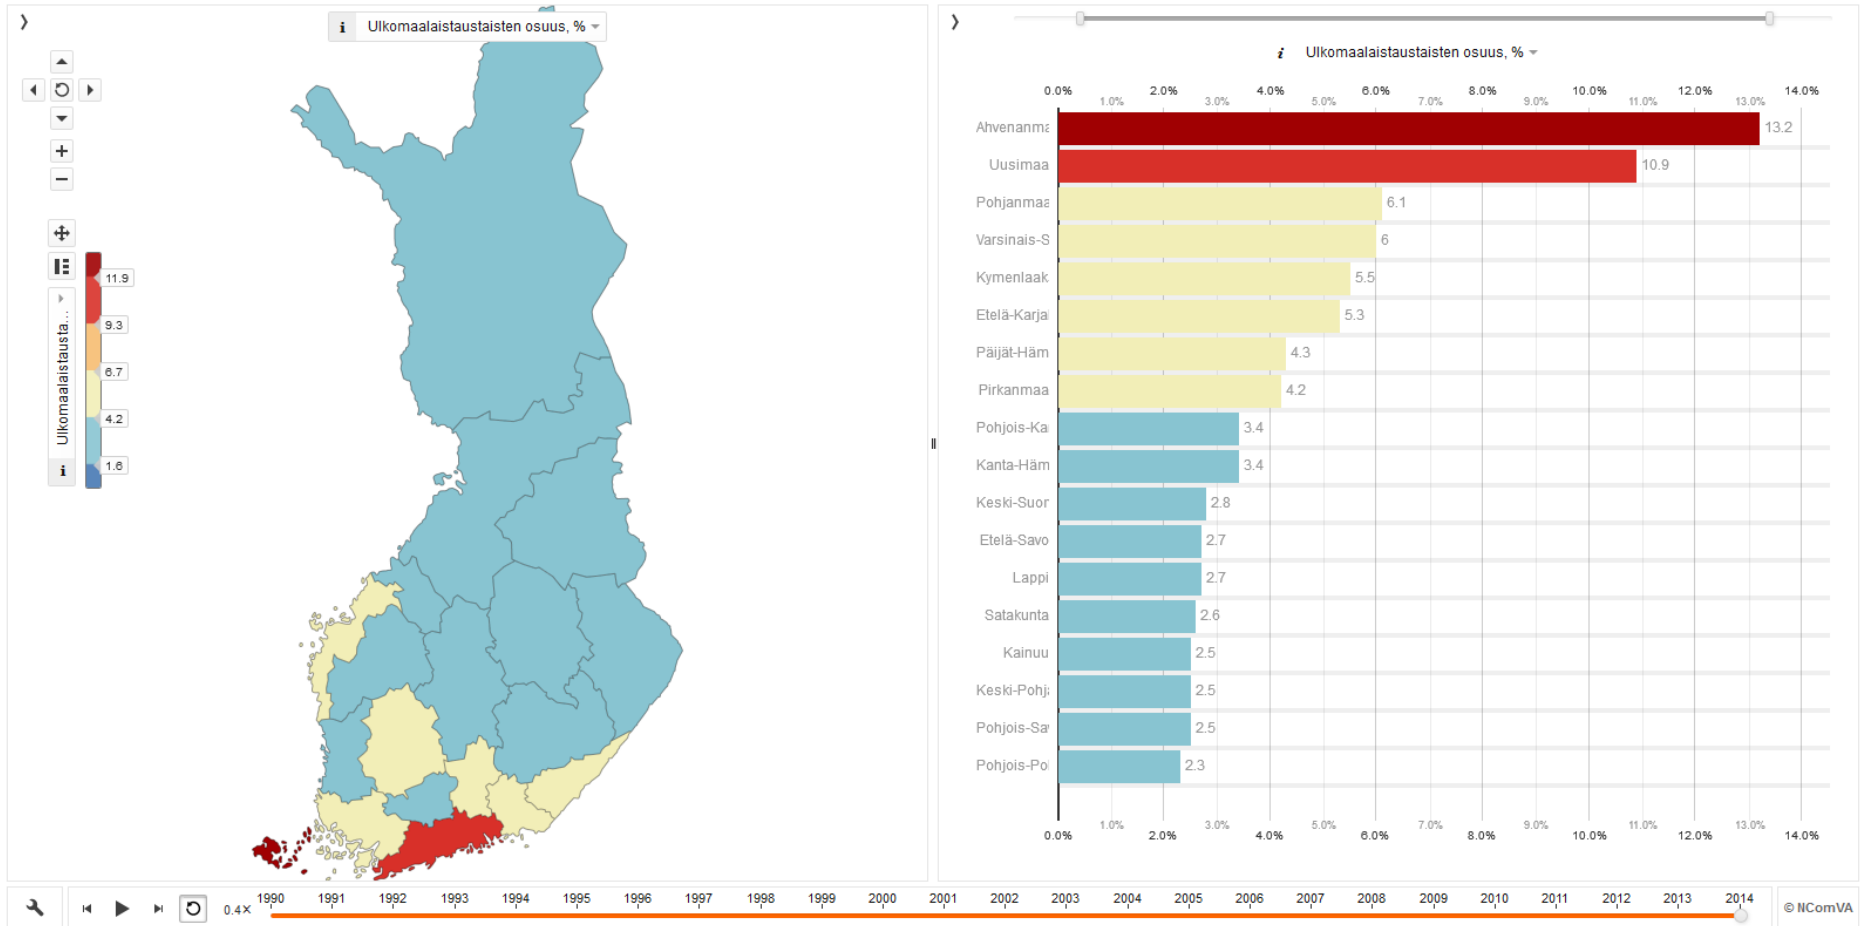 Ulkomaalaistaustaisten osuus, %
11.9
9.3
6.7
4.2
1.6
Ulkomaalaistausta...
Ulkomaalaistaustaisten osuus, %
0.0% 2.0% 4.0% 6.0% 8.0% 10.0% 12.0% 14.0%
1.0% 3.0% 5.0% 7.0% 9.0% 11.0% 13.0%
Ahvenanma 13.2
Uusimaa 10.9
Pohjanmaa 6.1
Varsinais-S 6
Kymenlaak 5.5
Etelä-Karjal 5.3
Päijät-Häm 4.3
Pirkanmaa 4.2
Pohjois-Kar 3.4
Kanta-Häm 3.4
Keski-Suom 2.8
Etelä-Savo 2.7
Lappi 2.7
Satakunta 2.6
Kainuu 2.5
Keski-Pohja 2.5
Pohjois-Sav 2.5
Pohjois-Poh 2.3
1.0% 3.0% 5.0% 7.0% 9.0% 11.0% 13.0%
0.0% 2.0% 4.0% 6.0% 8.0% 10.0% 12.0% 14.0%
0.4× 1990 1991 1992 1993 1994 1995 1996 1997 1998 1999 2000 2001 2002 2003 2004 2005 2006 2007 2008 2009 2010 2011 2012 2013 2014 © NComVA